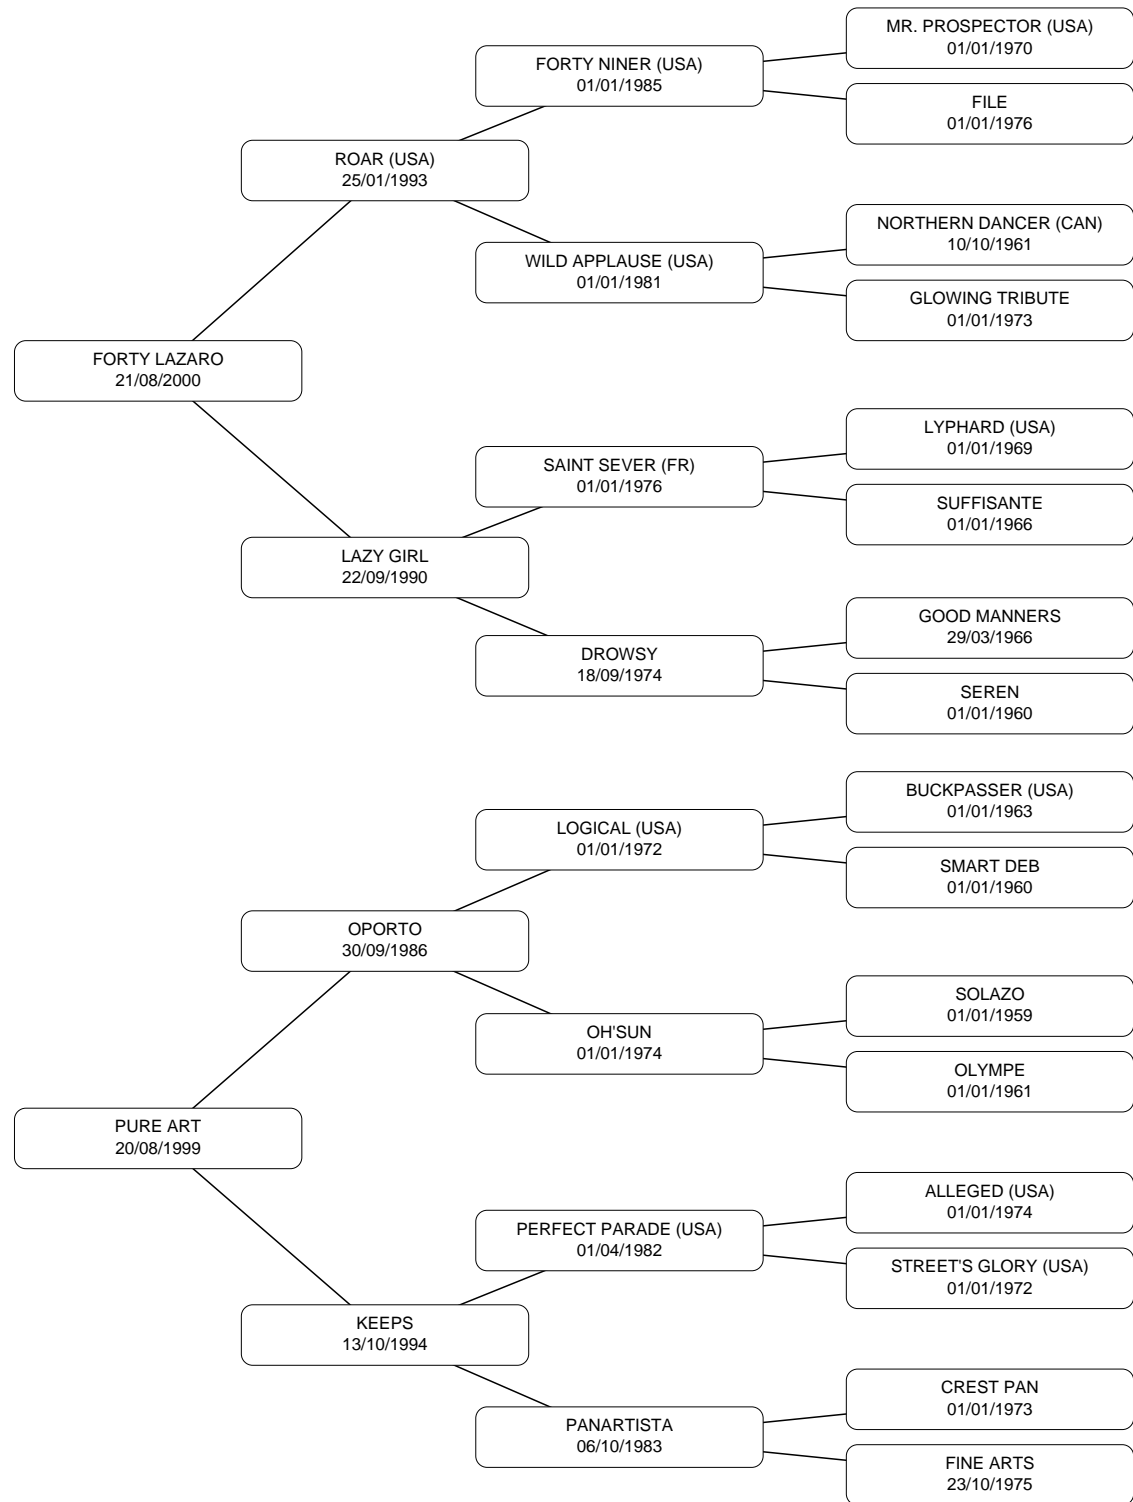 MR. PROSPECTOR (USA)
01/01/1970
FORTY NINER (USA)
01/01/1985
FILE
01/01/1976
ROAR (USA)
25/01/1993
NORTHERN DANCER (CAN)
10/10/1961
WILD APPLAUSE (USA)
01/01/1981
GLOWING TRIBUTE
01/01/1973
FORTY LAZARO
21/08/2000
LYPHARD (USA)
01/01/1969
SAINT SEVER (FR)
01/01/1976
SUFFISANTE
01/01/1966
LAZY GIRL
22/09/1990
GOOD MANNERS
29/03/1966
DROWSY
18/09/1974
SEREN
01/01/1960
BUCKPASSER (USA)
01/01/1963
LOGICAL (USA)
01/01/1972
SMART DEB
01/01/1960
OPORTO
30/09/1986
SOLAZO
01/01/1959
OH'SUN
01/01/1974
OLYMPE
01/01/1961
PURE ART
20/08/1999
ALLEGED (USA)
01/01/1974
PERFECT PARADE (USA)
01/04/1982
STREET'S GLORY (USA)
01/01/1972
KEEPS
13/10/1994
CREST PAN
01/01/1973
PANARTISTA
06/10/1983
FINE ARTS
23/10/1975